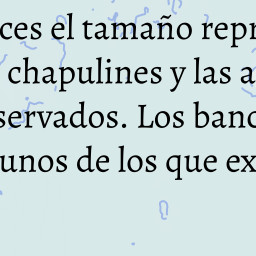 ces el tamaño repr
chapulines y las a
servados. Los banc
unos de los que ex